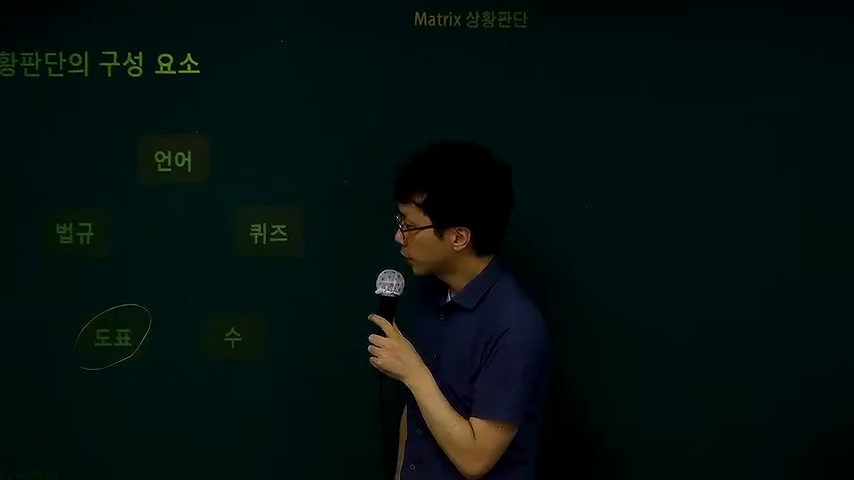 Matrix 상황판단
황판단의 구성 요소
언어
법규
퀴즈
도표
수